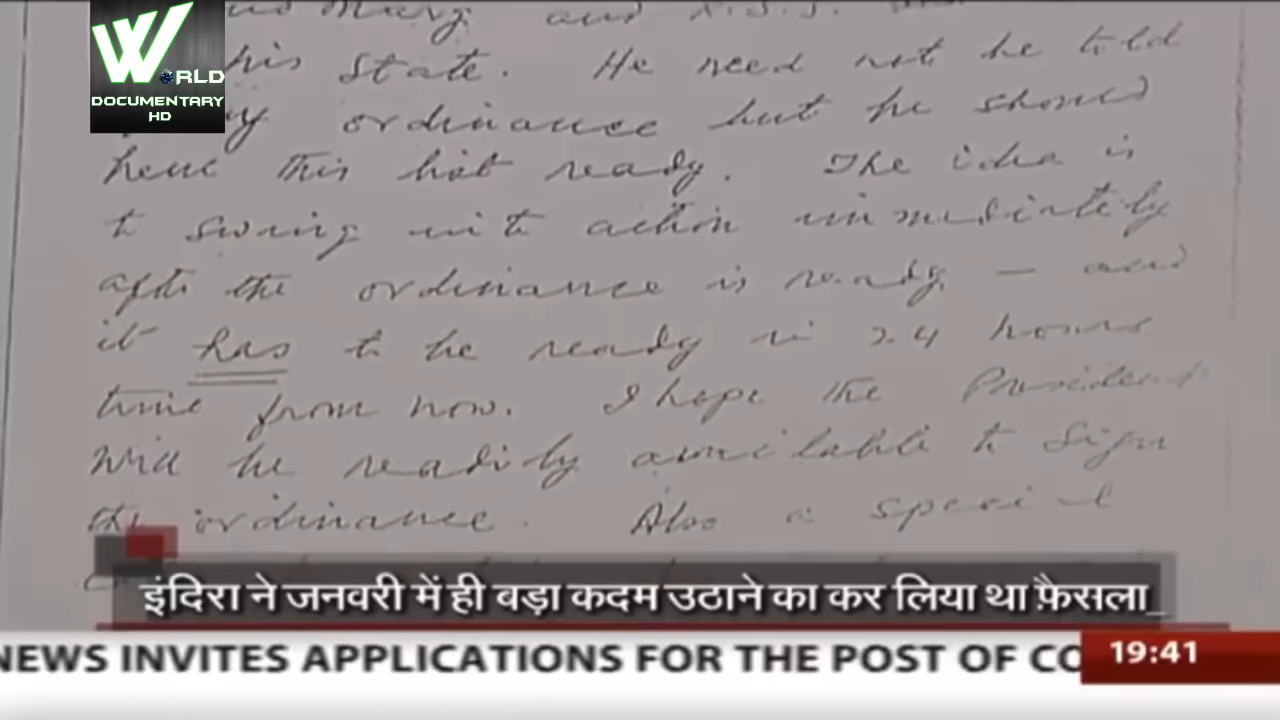 WORLD
DOCUMENTARY
HD
Marg and R.S.S.
his State. He need not be told
ordinance but he should
have this list ready. The idea is
to swing into action immediately
after the ordinance is ready — and
it has to be ready in 24 hours
time from now. I hope the President
will be readily available to sign
the ordinance. Also a special
इंदिरा ने जनवरी में ही बड़ा कदम उठाने का कर लिया था फ़ैसला_
NEWS INVITES APPLICATIONS FOR THE POST OF CO
19:41